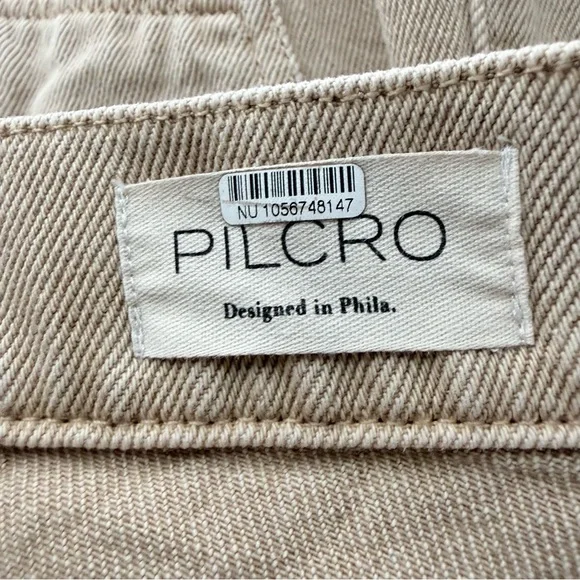 NU 1056748147
PILCRO
Designed in Phila.